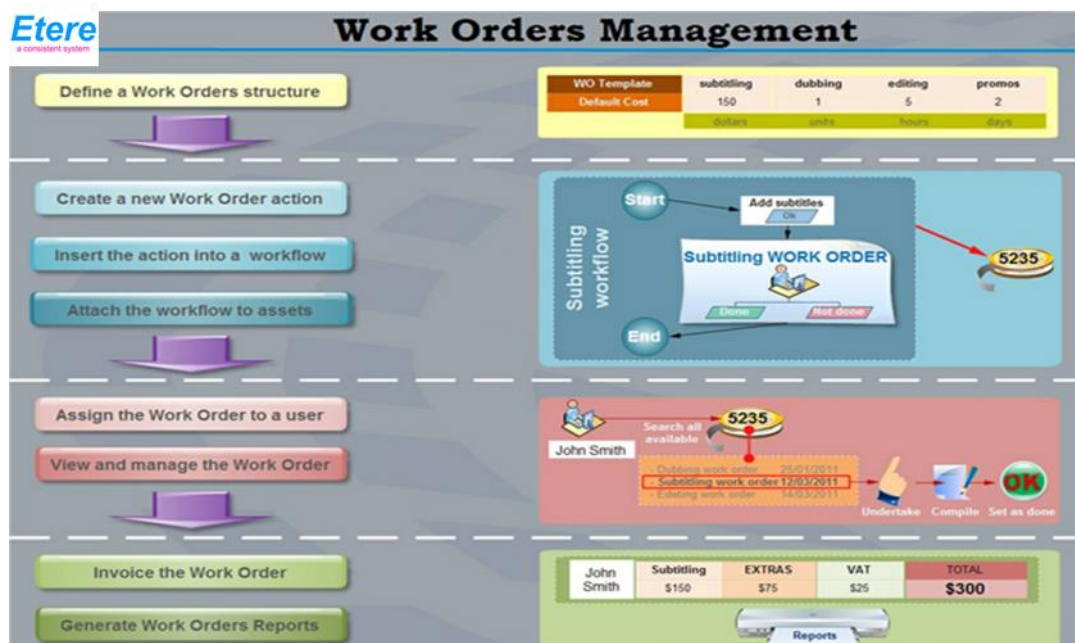 Etere
a consistent system
Work Orders Management
Define a Work Orders structure
WO Template subtitling dubbing editing promos
Default Cost 150 1 5 2
dollars units hours days
Create a new Work Order action
Insert the action into a workflow
Attach the workflow to assets
Subtitling
workflow
Start
Add subtitles
Ok
Subtitling WORK ORDER
Done Not done
End
5235
Assign the Work Order to a user
View and manage the Work Order
John Smith
Search all
available
5235
- Dubbing work order 25/01/2011
- Subtitling work order 12/03/2011
- Edeting work order 14/03/2011
Undertake Compile OK Set as done
Invoice the Work Order
Generate Work Orders Reports
John
Smith
Subtitling EXTRAS VAT TOTAL
$150 $75 $25 $300
Reports